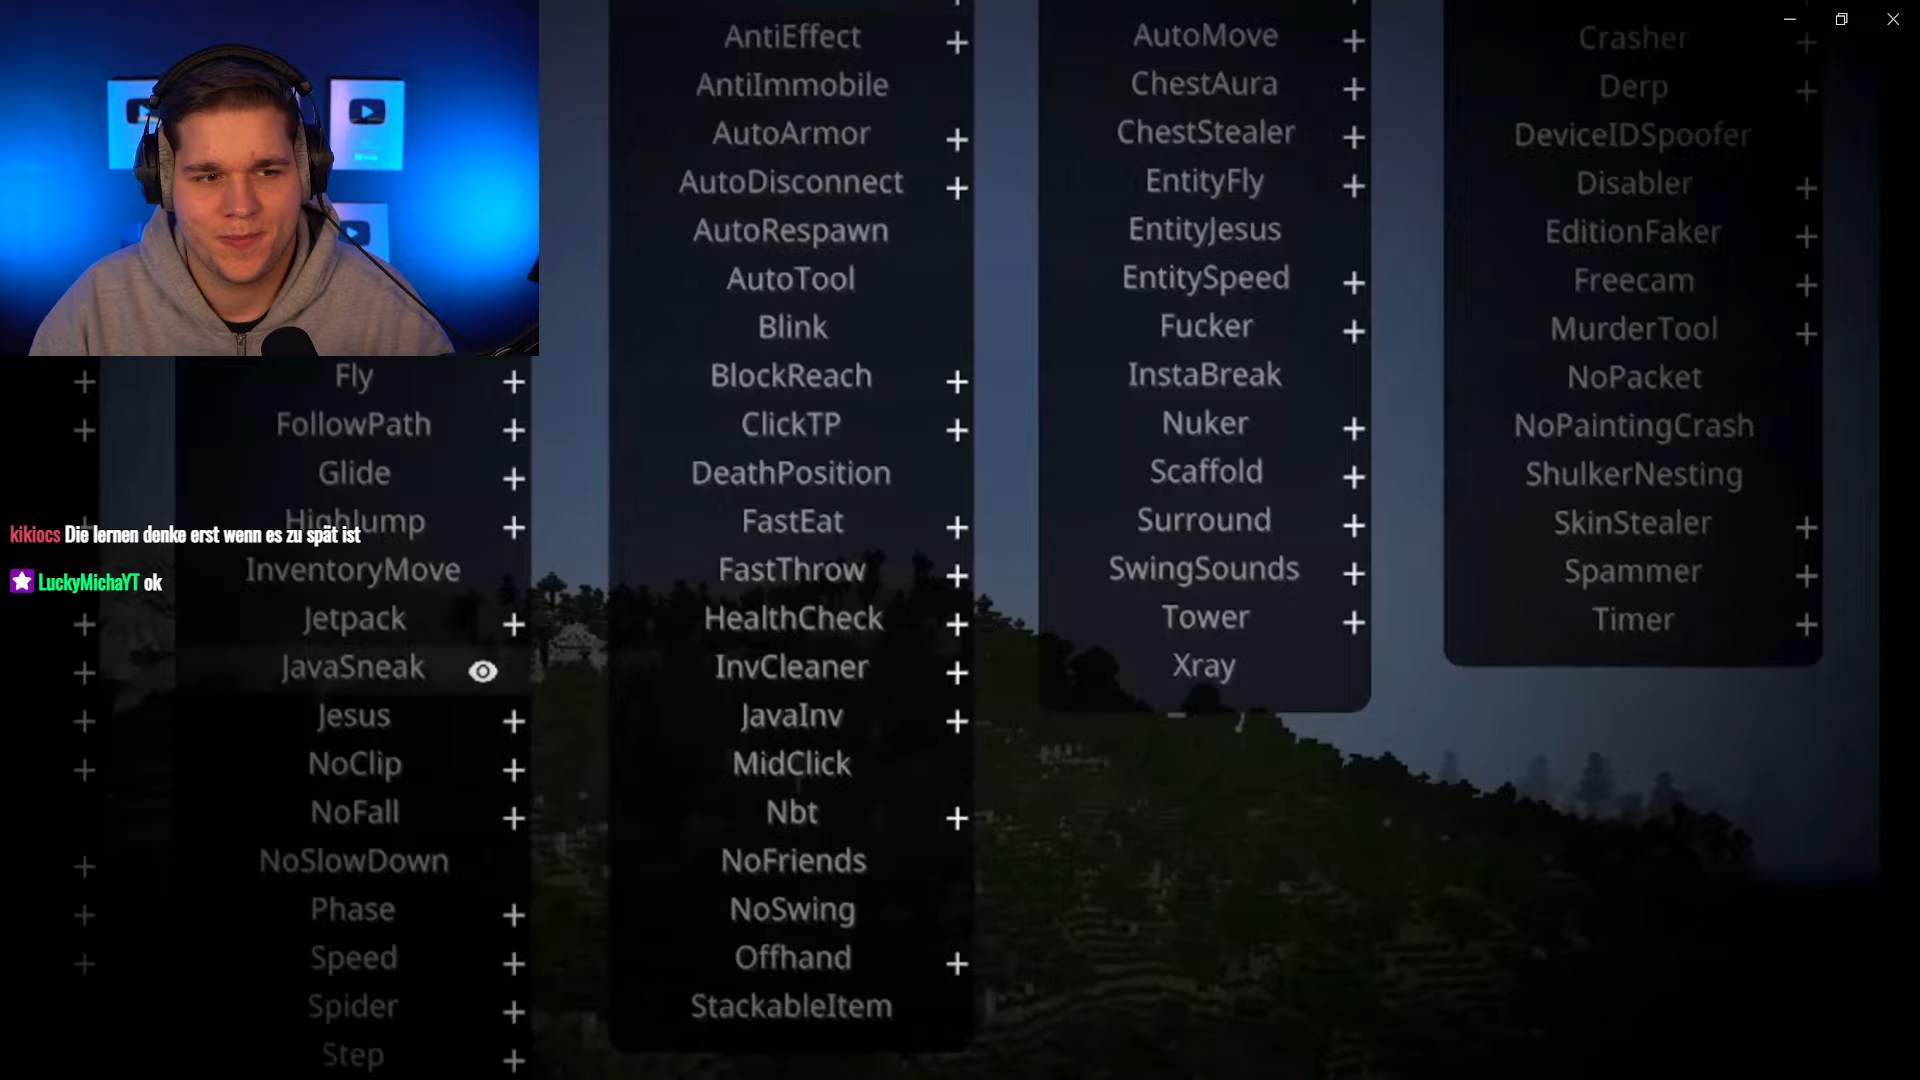 Fly
FollowPath
Glide
HighJump
InventoryMove
Jetpack
JavaSneak
Jesus
NoClip
NoFall
NoSlowDown
Phase
Speed
Spider
Step
kikiocs Die lernen denke erst wenn es zu spät ist
LuckyMichaYT ok
AntiEffect
AntiImmobile
AutoArmor
AutoDisconnect
AutoRespawn
AutoTool
Blink
BlockReach
ClickTP
DeathPosition
FastEat
FastThrow
HealthCheck
InvCleaner
JavaInv
MidClick
Nbt
NoFriends
NoSwing
Offhand
StackableItem
AutoMove
ChestAura
ChestStealer
EntityFly
EntityJesus
EntitySpeed
Fucker
InstaBreak
Nuker
Scaffold
Surround
SwingSounds
Tower
Xray
Crasher
Derp
DeviceIDSpoofer
Disabler
EditionFaker
Freecam
MurderTool
NoPacket
NoPaintingCrash
ShulkerNesting
SkinStealer
Spammer
Timer